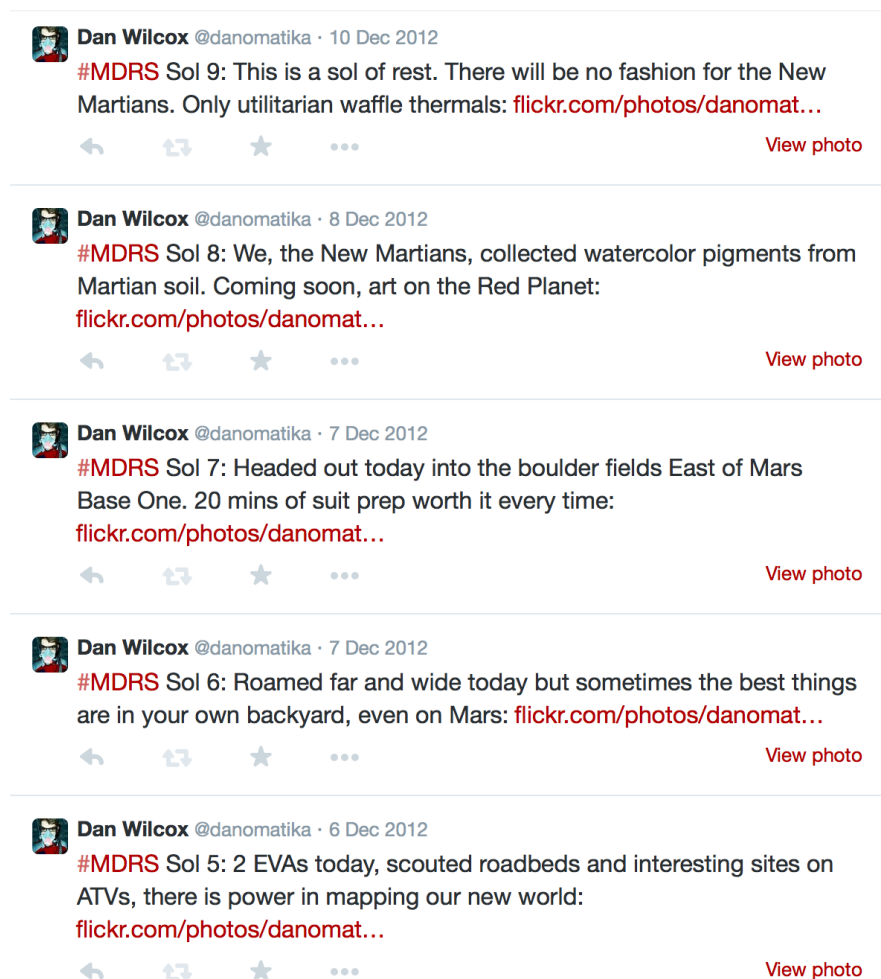 Dan Wilcox @danomatika · 10 Dec 2012
#MDRS Sol 9: This is a sol of rest. There will be no fashion for the New
Martians. Only utilitarian waffle thermals: flickr.com/photos/danomat…
View photo
Dan Wilcox @danomatika · 8 Dec 2012
#MDRS Sol 8: We, the New Martians, collected watercolor pigments from
Martian soil. Coming soon, art on the Red Planet:
flickr.com/photos/danomat…
View photo
Dan Wilcox @danomatika · 7 Dec 2012
#MDRS Sol 7: Headed out today into the boulder fields East of Mars
Base One. 20 mins of suit prep worth it every time:
flickr.com/photos/danomat…
View photo
Dan Wilcox @danomatika · 7 Dec 2012
#MDRS Sol 6: Roamed far and wide today but sometimes the best things
are in your own backyard, even on Mars: flickr.com/photos/danomat…
View photo
Dan Wilcox @danomatika · 6 Dec 2012
#MDRS Sol 5: 2 EVAs today, scouted roadbeds and interesting sites on
ATVs, there is power in mapping our new world:
flickr.com/photos/danomat…
View photo